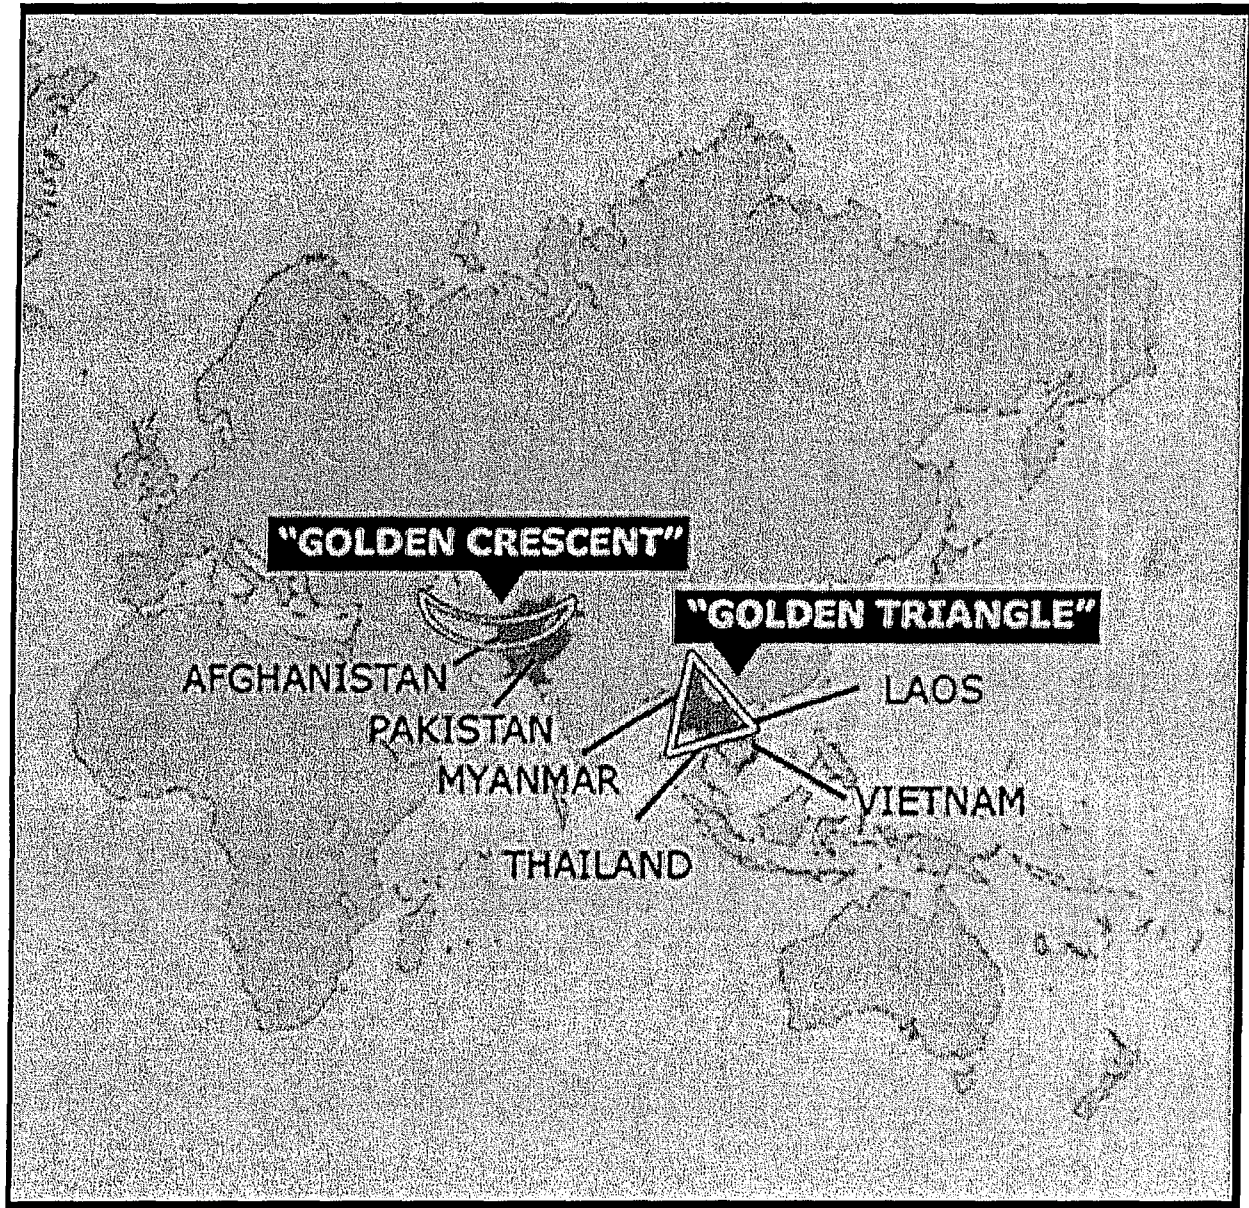 "GOLDEN CRESCENT"
"GOLDEN TRIANGLE"
AFGHANISTAN
LAOS
PAKISTAN
MYANMAR
VIETNAM
THAILAND